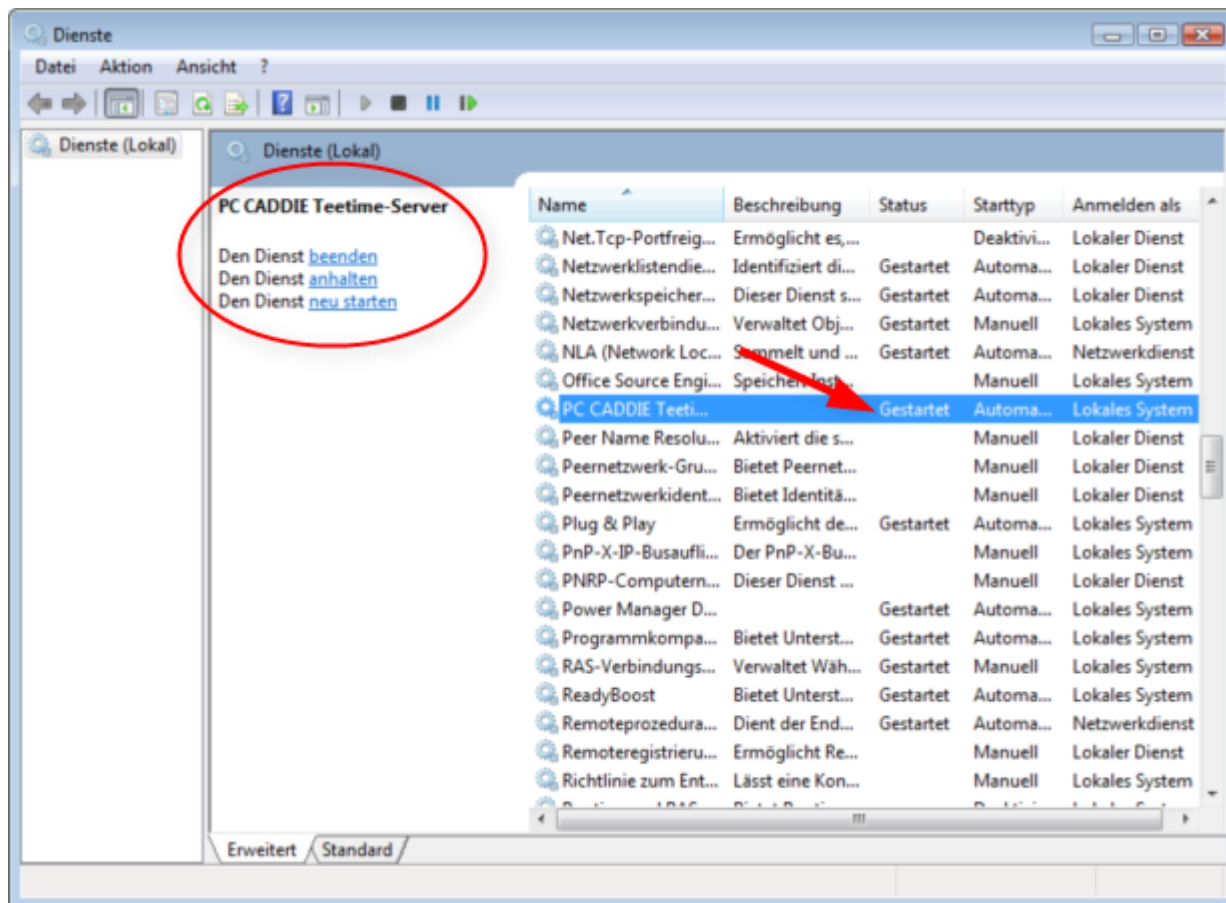 Dienste
Datei Aktion Ansicht ?
Dienste (Lokal)
Dienste (Lokal)
PC CADDIE Teetime-Server
Den Dienst beenden
Den Dienst anhalten
Den Dienst neu starten
Name Beschreibung Status Starttyp Anmelden als
Net.Tcp-Portfreig... Ermöglicht es,... Deaktivi... Lokaler Dienst
Netzwerklistendie... Identifiziert di... Gestartet Automa... Lokaler Dienst
Netzwerkspeicher... Dieser Dienst s... Gestartet Automa... Lokaler Dienst
Netzwerkverbindu... Verwaltet Obj... Gestartet Manuell Lokales System
NLA (Network Loc... Sammelt und ... Gestartet Automa... Netzwerkdienst
Office Source Engi... Speichert Inst... Manuell Lokales System
PC CADDIE Teeti... Gestartet Automa... Lokales System
Peer Name Resolu... Aktiviert die s... Manuell Lokaler Dienst
Peernetzwerk-Gru... Bietet Peernet... Manuell Lokaler Dienst
Peernetzwerkident... Bietet Identitä... Manuell Lokaler Dienst
Plug & Play Ermöglicht de... Gestartet Automa... Lokales System
PnP-X-IP-Busaufli... Der PnP-X-Bu... Manuell Lokales System
PNRP-Computern... Dieser Dienst ... Manuell Lokaler Dienst
Power Manager D... Gestartet Automa... Lokales System
Programmkompa... Bietet Unterst... Gestartet Automa... Lokales System
RAS-Verbindungs... Verwaltet Wäh... Gestartet Manuell Lokales System
ReadyBoost Bietet Unterst... Gestartet Automa... Lokales System
Remoteprozedura... Dient der End... Gestartet Automa... Netzwerkdienst
Remoteregistrieru... Ermöglicht Re... Manuell Lokaler Dienst
Richtlinie zum Ent... Lässt eine Kon... Manuell Lokales System
Erweitert Standard